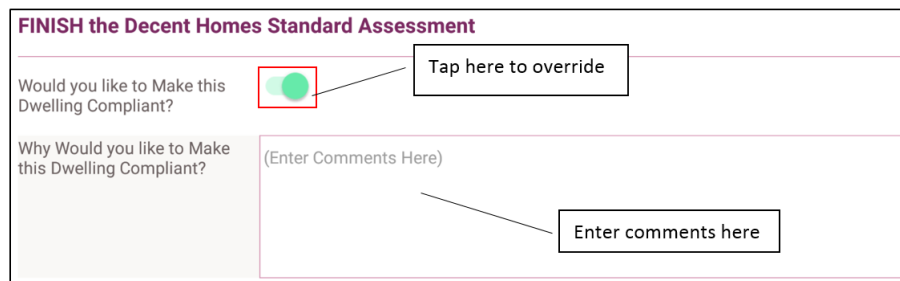 FINISH the Decent Homes Standard Assessment
Tap here to override
Would you like to Make this
Dwelling Compliant?
Why Would you like to Make
this Dwelling Compliant?
(Enter Comments Here)
Enter comments here